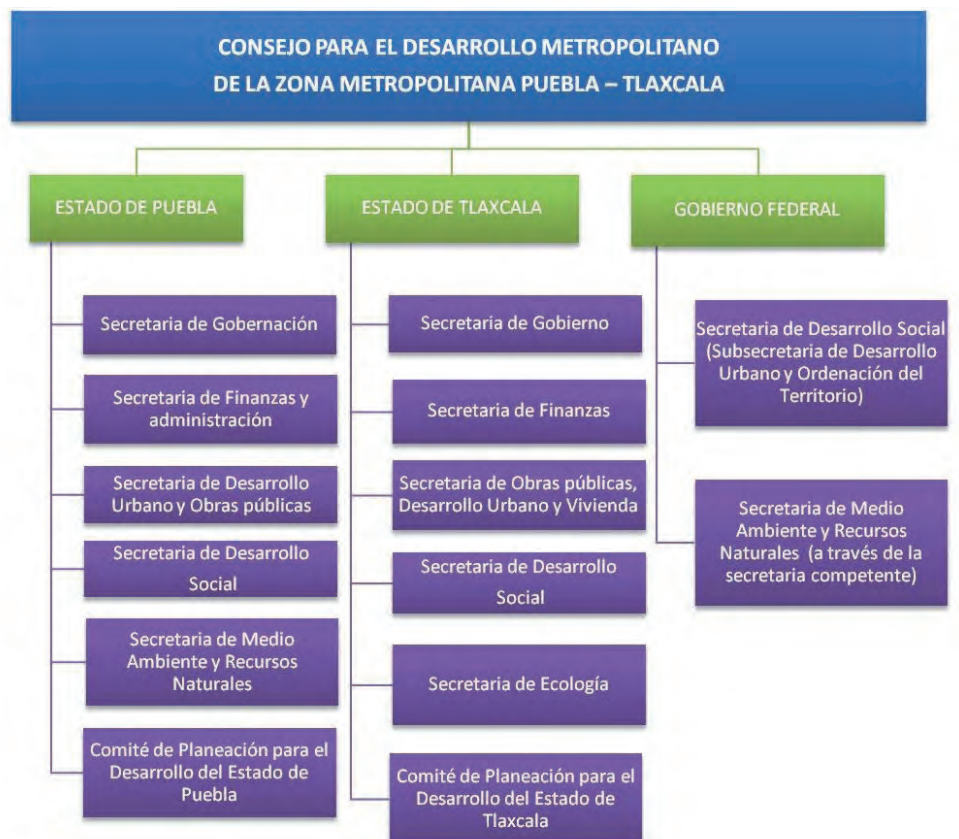 CONSEJO PARA EL DESARROLLO METROPOLITANO
DE LA ZONA METROPOLITANA PUEBLA – TLAXCALA
ESTADO DE PUEBLA
ESTADO DE TLAXCALA
GOBIERNO FEDERAL
Secretaria de Gobernación
Secretaria de Finanzas y
administración
Secretaria de Desarrollo
Urbano y Obras públicas
Secretaria de Desarrollo
Social
Secretaria de Medio
Ambiente y Recursos
Naturales
Comité de Planeación para el
Desarrollo del Estado de
Puebla
Secretaria de Gobierno
Secretaria de Finanzas
Secretaria de Obras públicas,
Desarrollo Urbano y Vivienda
Secretaria de Desarrollo
Social
Secretaria de Ecología
Comité de Planeación para el
Desarrollo del Estado de
Tlaxcala
Secretaria de Desarrollo Social
(Subsecretaria de Desarrollo
Urbano y Ordenación del
Territorio)
Secretaria de Medio
Ambiente y Recursos
Naturales (a través de la
secretaria competente)